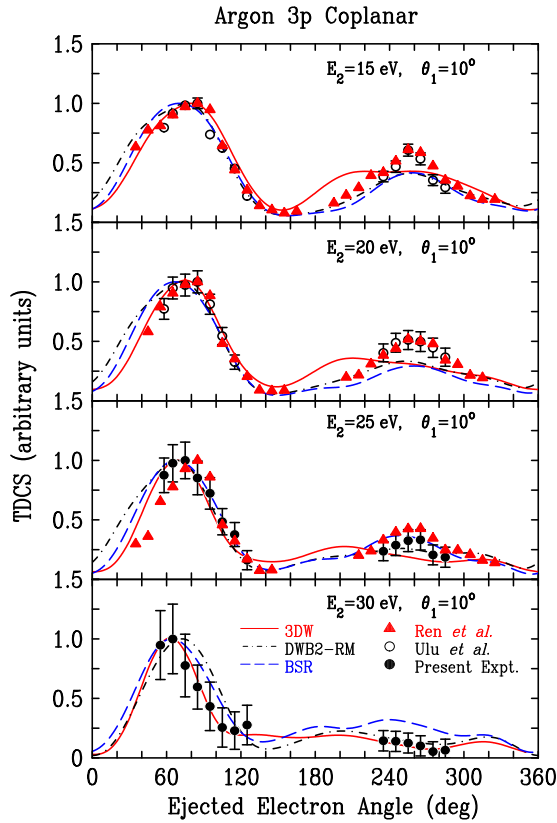 Argon 3p Coplanar
1.5
E₂=15 eV, θ₁=10°
1.0
0.5
1.5
E₂=20 eV, θ₁=10°
1.0
0.5
1.5
E₂=25 eV, θ₁=10°
1.0
0.5
1.5
E₂=30 eV, θ₁=10°
3DW
DWB2-RM
BSR
Ren et al.
Ulu et al.
Present Expt.
1.0
0.5
0
TDCS (arbitrary units)
0 60 120 180 240 300 360
Ejected Electron Angle (deg)